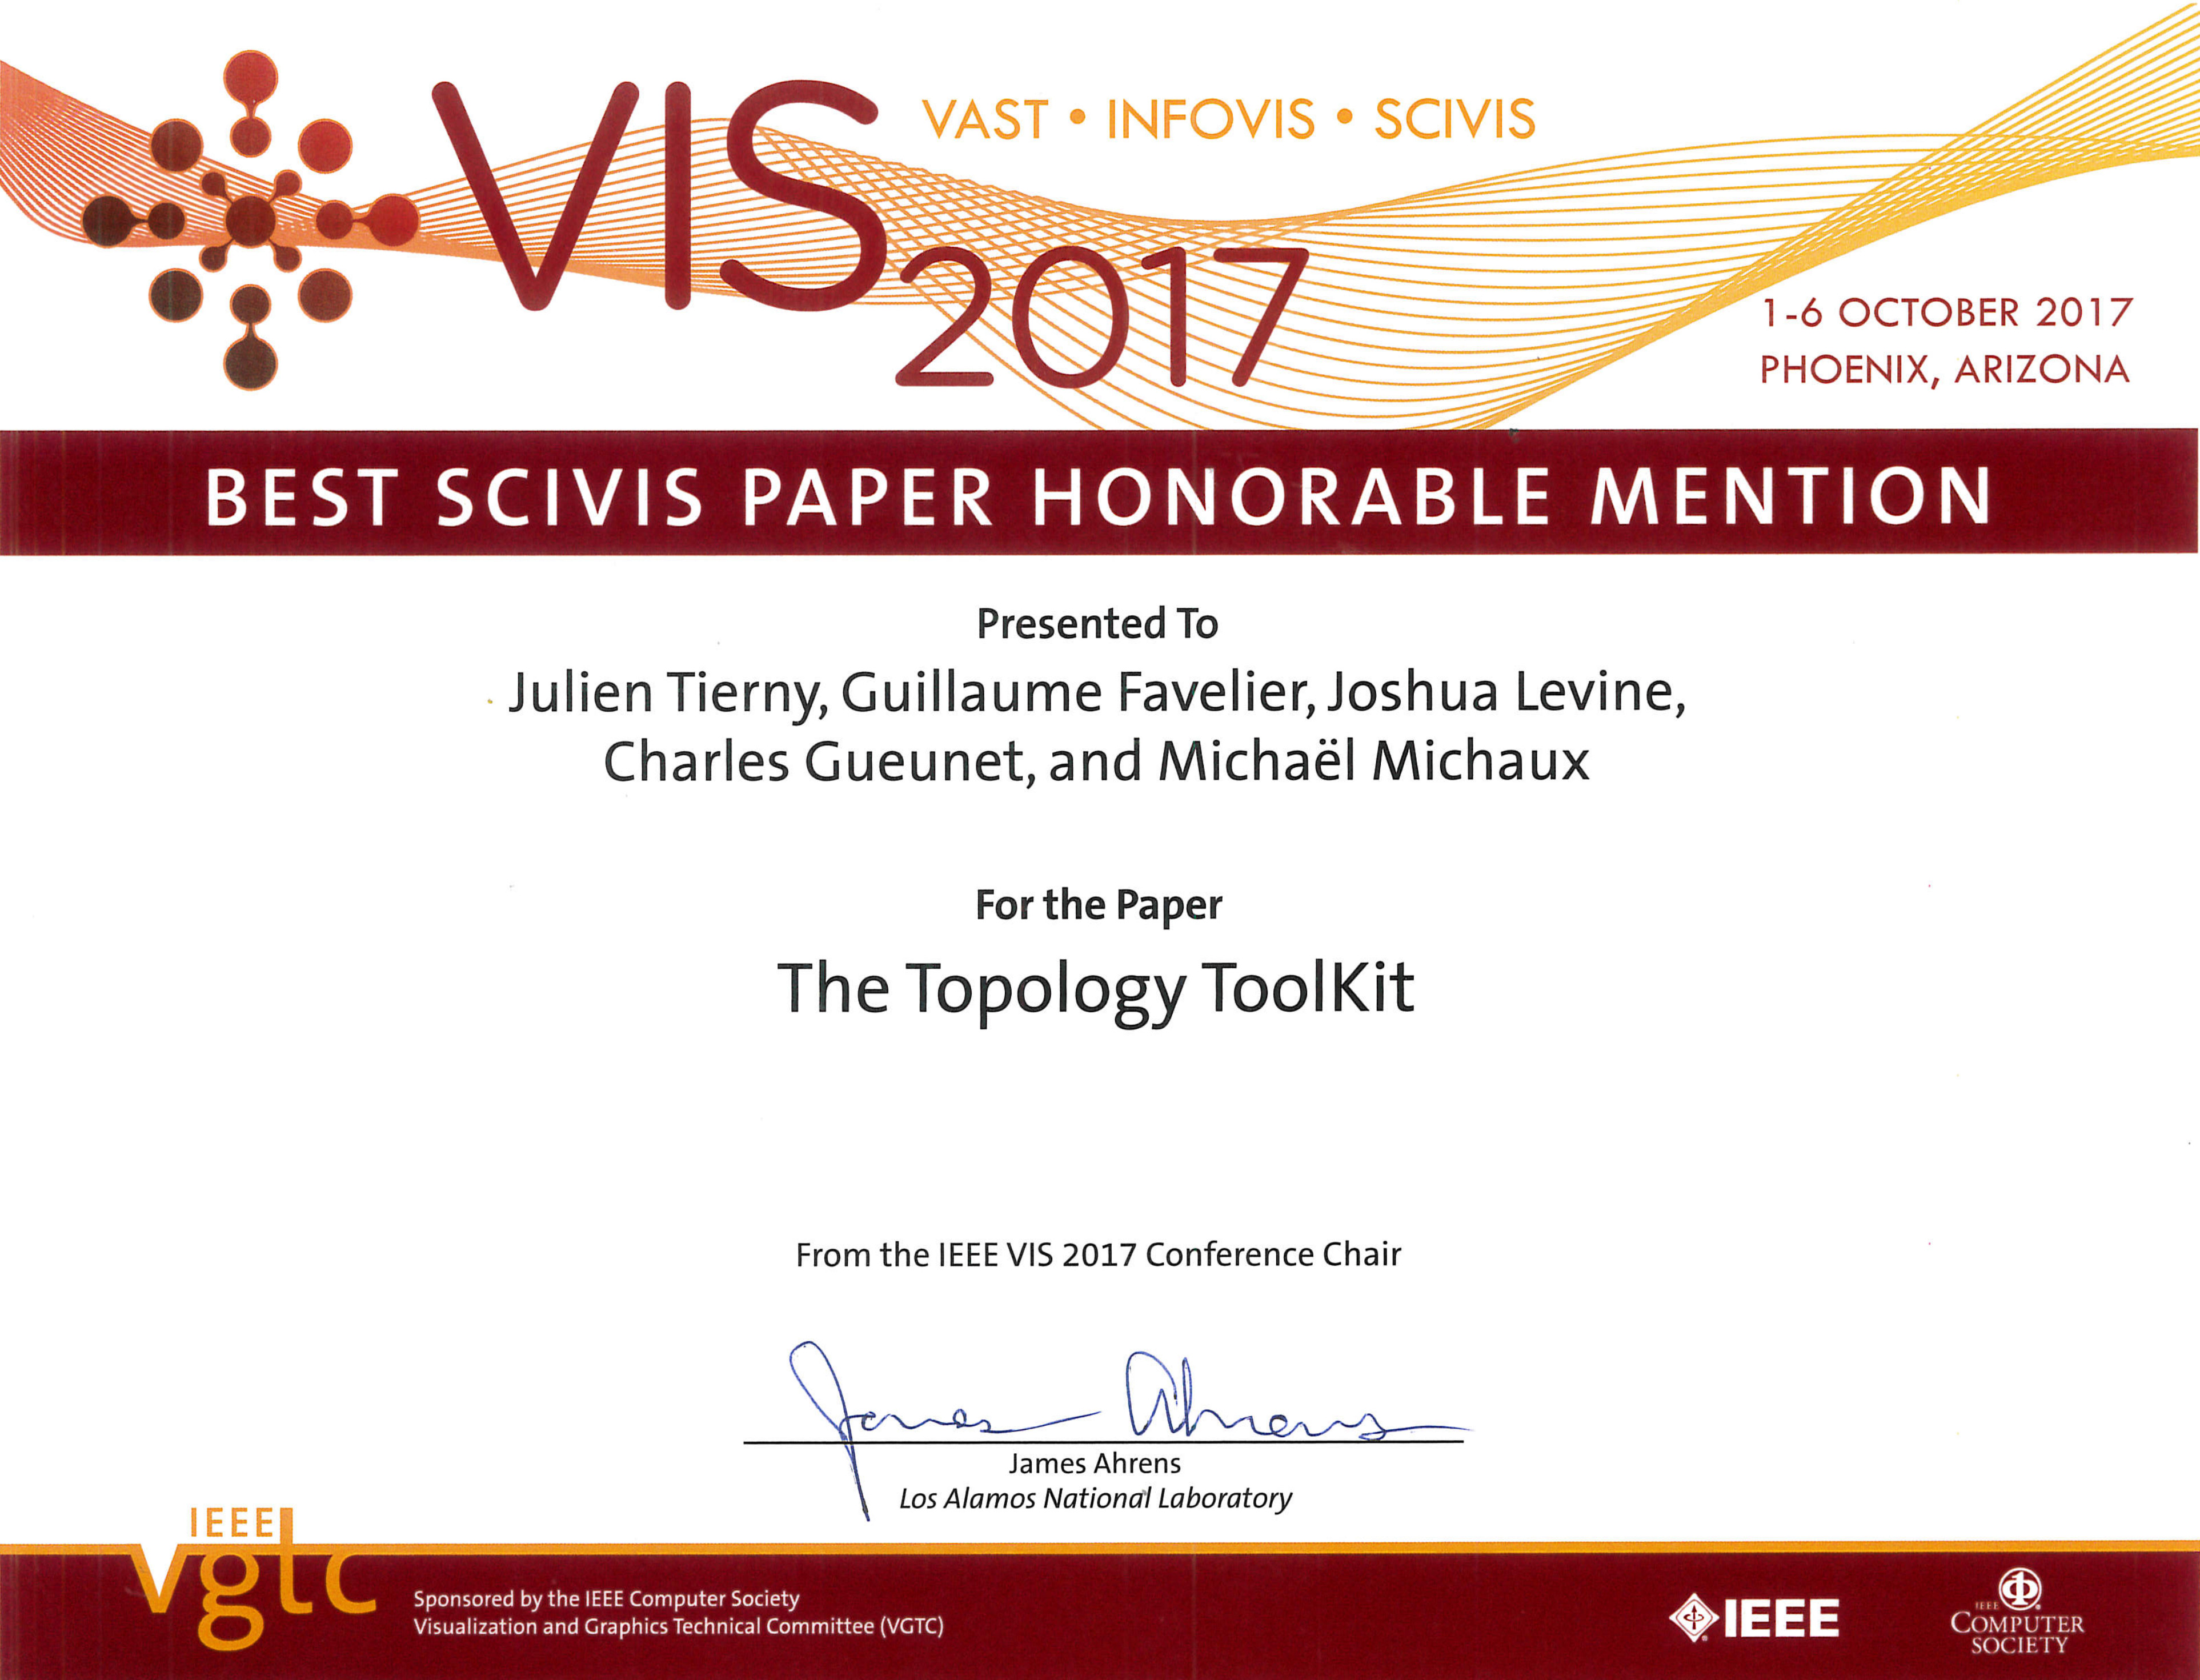 VIS 2017
VAST • INFOVIS • SCIVIS
1-6 OCTOBER 2017
PHOENIX, ARIZONA
BEST SCIVIS PAPER HONORABLE MENTION
Presented To
Julien Tierny, Guillaume Favelier, Joshua Levine,
Charles Gueunet, and Michaël Michaux
For the Paper
The Topology ToolKit
From the IEEE VIS 2017 Conference Chair
James Ahrens
James Ahrens
Los Alamos National Laboratory
IEEE
vgtc
Sponsored by the IEEE Computer Society
Visualization and Graphics Technical Committee (VGTC)
IEEE
IEEE
COMPUTER
SOCIETY